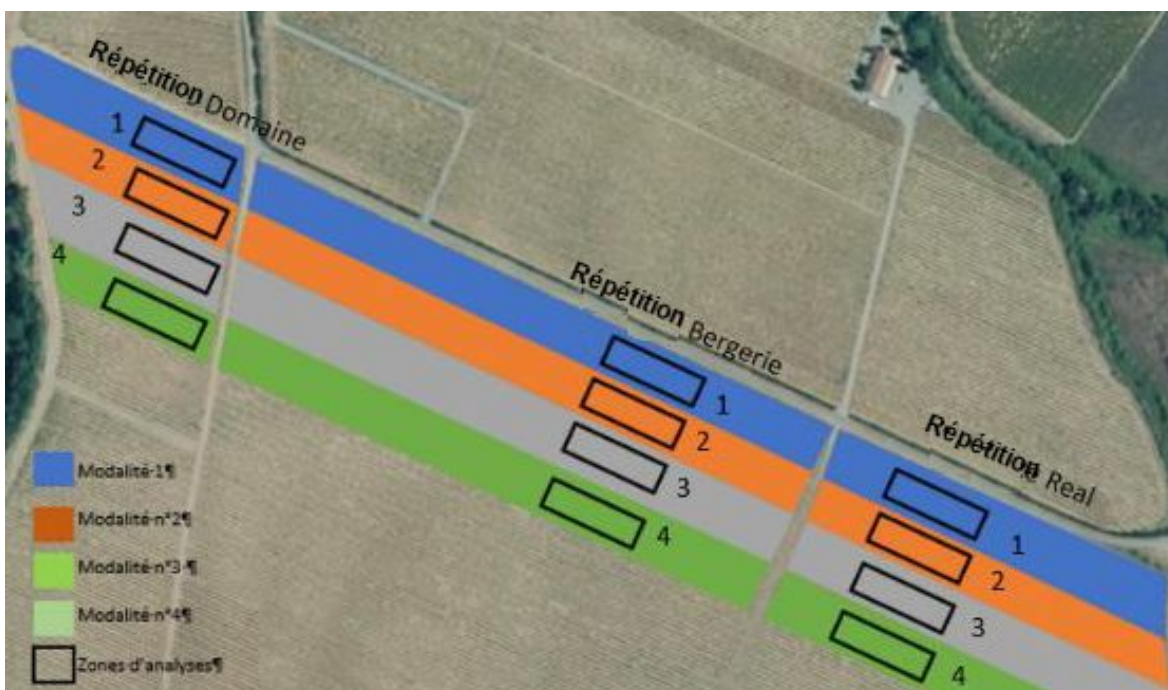 Répétition Domaine
1
2
3
4
Répétition Bergerie
1
2
3
4
Répétition le Real
1
2
3
4
Modalité·1¶
Modalité·n°2¶
Modalité·n°3·¶
Modalité·n°4¶
Zones·d'analyses¶